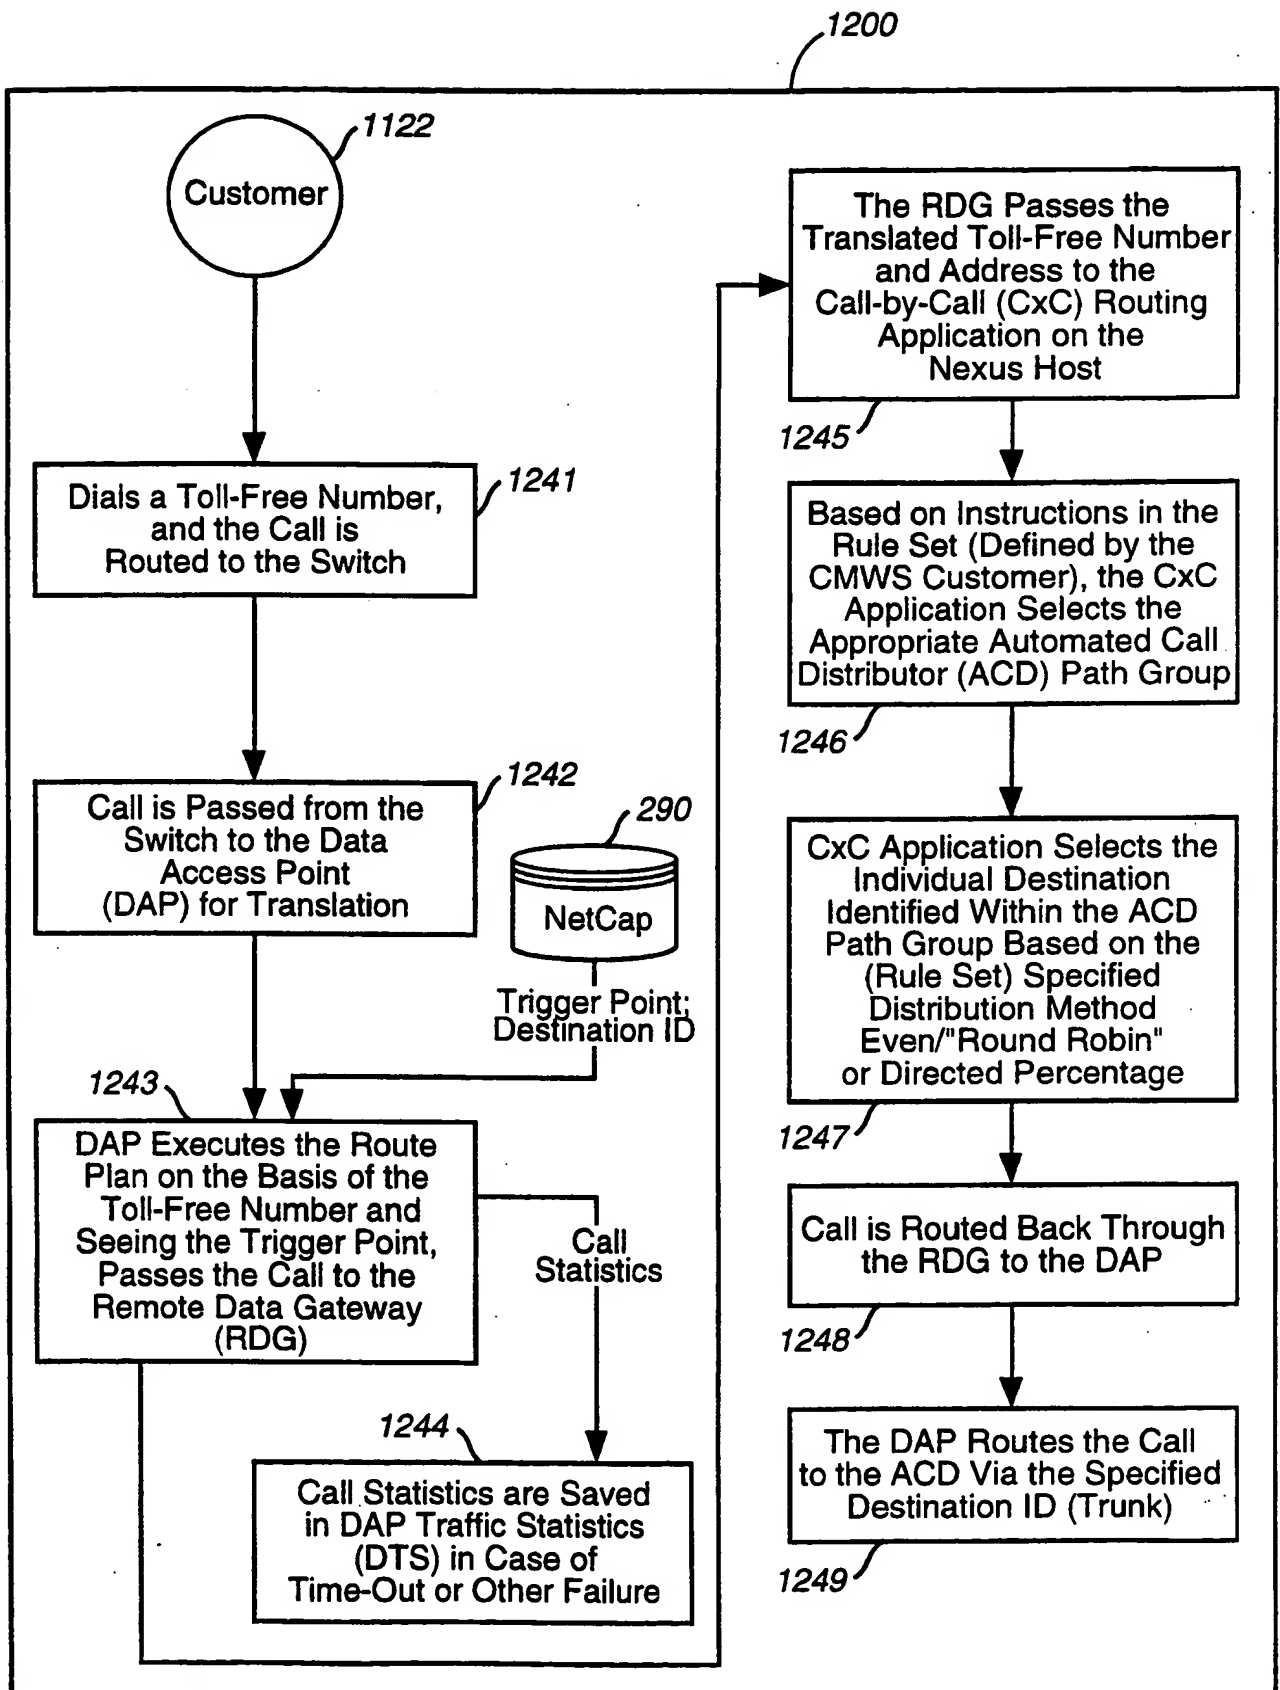 1200
1122
Customer
Dials a Toll-Free Number,
and the Call is
Routed to the Switch
1241
Call is Passed from the
Switch to the Data
Access Point
(DAP) for Translation
1242
290
NetCap
Trigger Point;
Destination ID
1243
DAP Executes the Route
Plan on the Basis of the
Toll-Free Number and
Seeing the Trigger Point,
Passes the Call to the
Remote Data Gateway
(RDG)
Call
Statistics
1244
Call Statistics are Saved
in DAP Traffic Statistics
(DTS) in Case of
Time-Out or Other Failure
The RDG Passes the
Translated Toll-Free Number
and Address to the
Call-by-Call (CxC) Routing
Application on the
Nexus Host
1245
Based on Instructions in the
Rule Set (Defined by the
CMWS Customer), the CxC
Application Selects the
Appropriate Automated Call
Distributor (ACD) Path Group
1246
CxC Application Selects the
Individual Destination
Identified Within the ACD
Path Group Based on the
(Rule Set) Specified
Distribution Method
Even/"Round Robin"
or Directed Percentage
1247
Call is Routed Back Through
the RDG to the DAP
1248
The DAP Routes the Call
to the ACD Via the Specified
Destination ID (Trunk)
1249